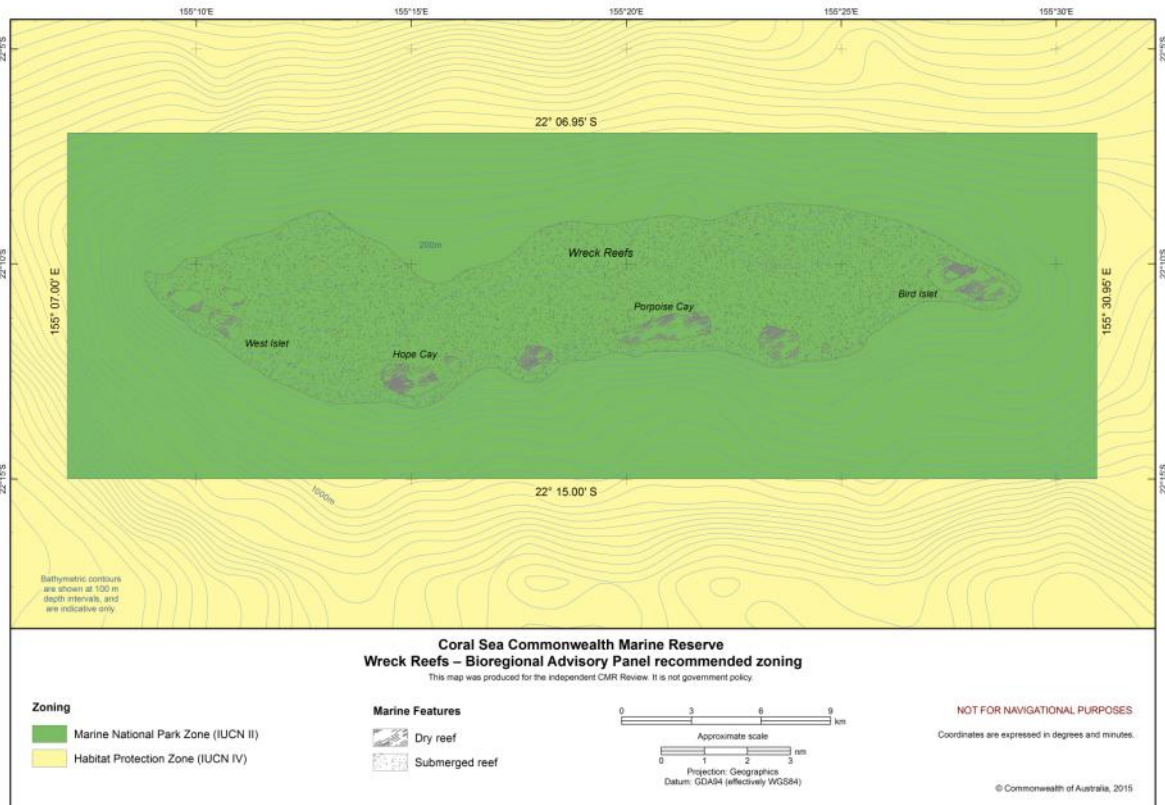 155°10'E
155°15'E
155°20'E
155°25'E
155°30'E
22°5'S
22°5'S
22° 06.95' S
200m
Wreck Reefs
22°10'S
22°10'S
155° 07.00' E
155° 30.95' E
Bird Islet
Porpoise Cay
West Islet
Hope Cay
22°15'S
22°15'S
22° 15.00' S
1000m
Bathymetric contours
are shown at 100 m
depth intervals, and
are indicative only.
Coral Sea Commonwealth Marine Reserve
Wreck Reefs – Bioregional Advisory Panel recommended zoning
This map was produced for the independent CMR Review. It is not government policy.
Zoning
Marine National Park Zone (IUCN II)
Habitat Protection Zone (IUCN IV)
Marine Features
Dry reef
Submerged reef
0 3 6 9
km
Approximate scale
0 1 2 3
nm
Projection: Geographics
Datum: GDA94 (effectively WGS84)
NOT FOR NAVIGATIONAL PURPOSES
Coordinates are expressed in degrees and minutes.
© Commonwealth of Australia, 2015